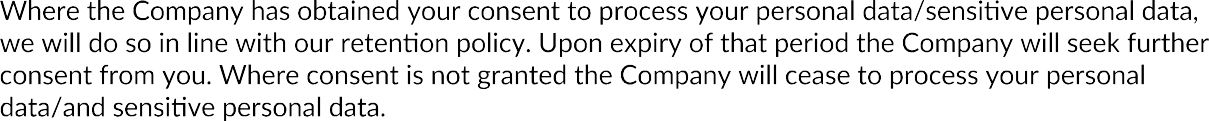 Where the Company has obtained your consent to process your personal data/sensitive personal data,
we will do so in line with our retention policy. Upon expiry of that period the Company will seek further
consent from you. Where consent is not granted the Company will cease to process your personal
data/and sensitive personal data.